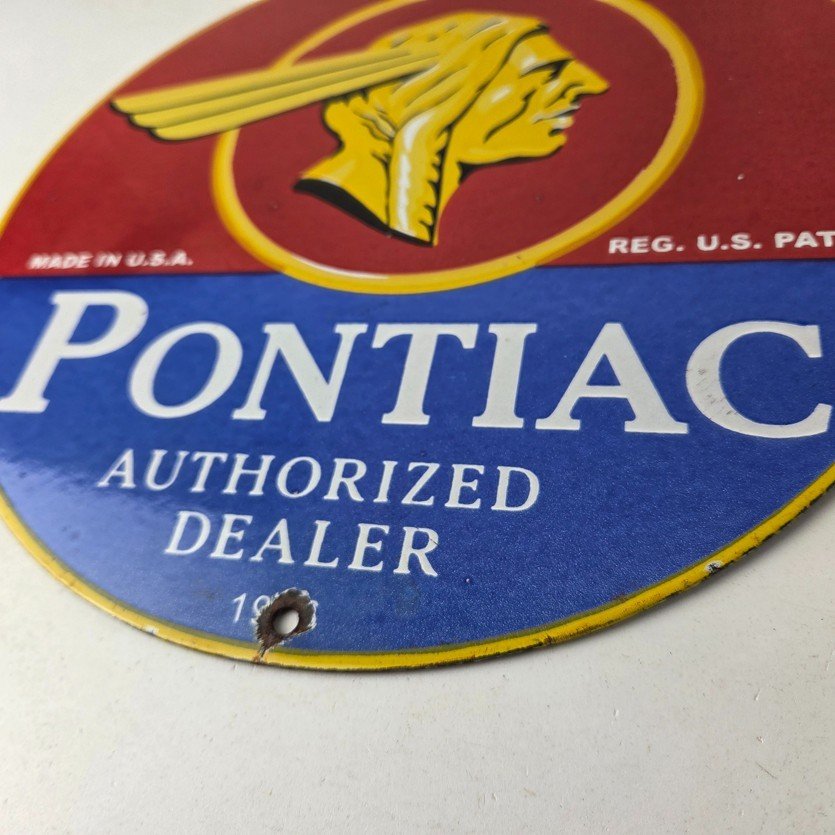 MADE IN U.S.A.
REG. U.S. PAT
PONTIAC
AUTHORIZED
DEALER